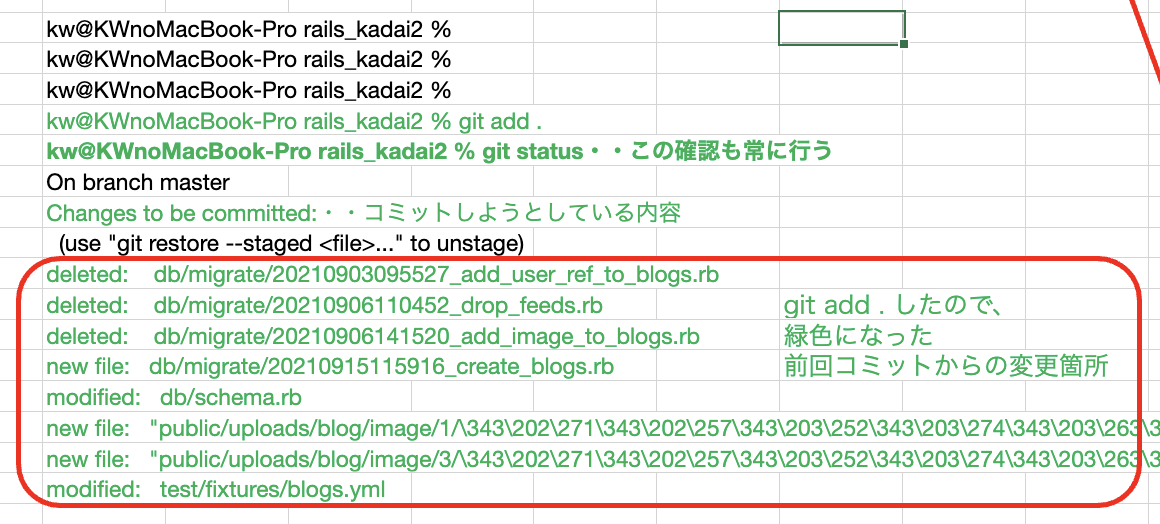 kw@KWnoMacBook-Pro rails_kadai2 %
kw@KWnoMacBook-Pro rails_kadai2 %
kw@KWnoMacBook-Pro rails_kadai2 %
kw@KWnoMacBook-Pro rails_kadai2 % git add .
kw@KWnoMacBook-Pro rails_kadai2 % git status・・この確認も常に行う
On branch master
Changes to be committed:・・コミットしようとしている内容
(use "git restore --staged <file>..." to unstage)
deleted: db/migrate/20210903095527_add_user_ref_to_blogs.rb
deleted: db/migrate/20210906110452_drop_feeds.rb git add . したので、
deleted: db/migrate/20210906141520_add_image_to_blogs.rb 緑色になった
new file: db/migrate/20210915115916_create_blogs.rb 前回コミットからの変更箇所
modified: db/schema.rb
new file: "public/uploads/blog/image/1/\343\202\271\343\202\257\343\203\252\343\203\274\343\203\263\3
new file: "public/uploads/blog/image/3/\343\202\271\343\202\257\343\203\252\343\203\274\343\203\263\3
modified: test/fixtures/blogs.yml